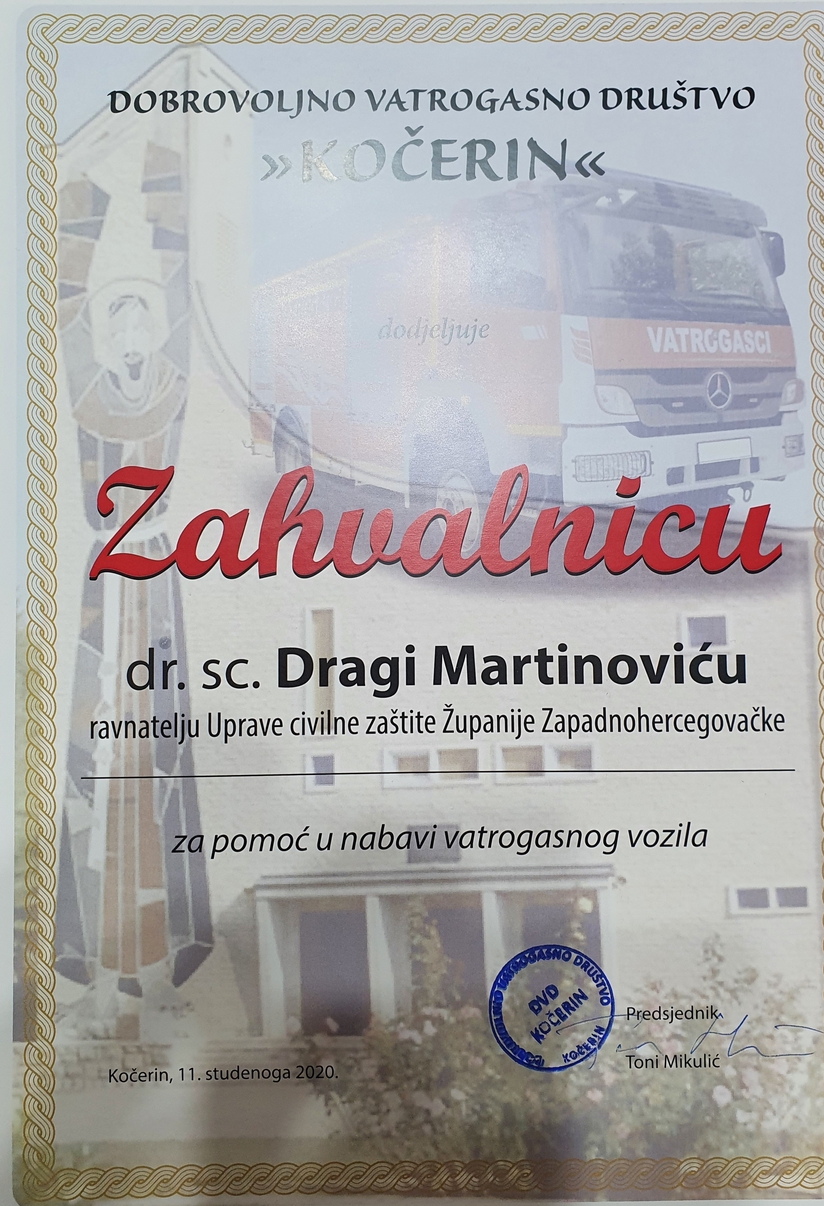 DOBROVOLJNO VATROGASNO DRUŠTVO
»KOČERIN«
dodjeljuje
VATROGASCI
Zahvalnicu
dr. sc. Dragi Martinoviću
ravnatelju Uprave civilne zaštite Županije Zapadnohercegovačke
za pomoć u nabavi vatrogasnog vozila
DOBROVOLJNO VATROGASNO DRUŠTVO
DVD
KOČERIN
KOČERIN
Predsjednik
Toni Mikulić
Kočerin, 11. studenoga 2020.